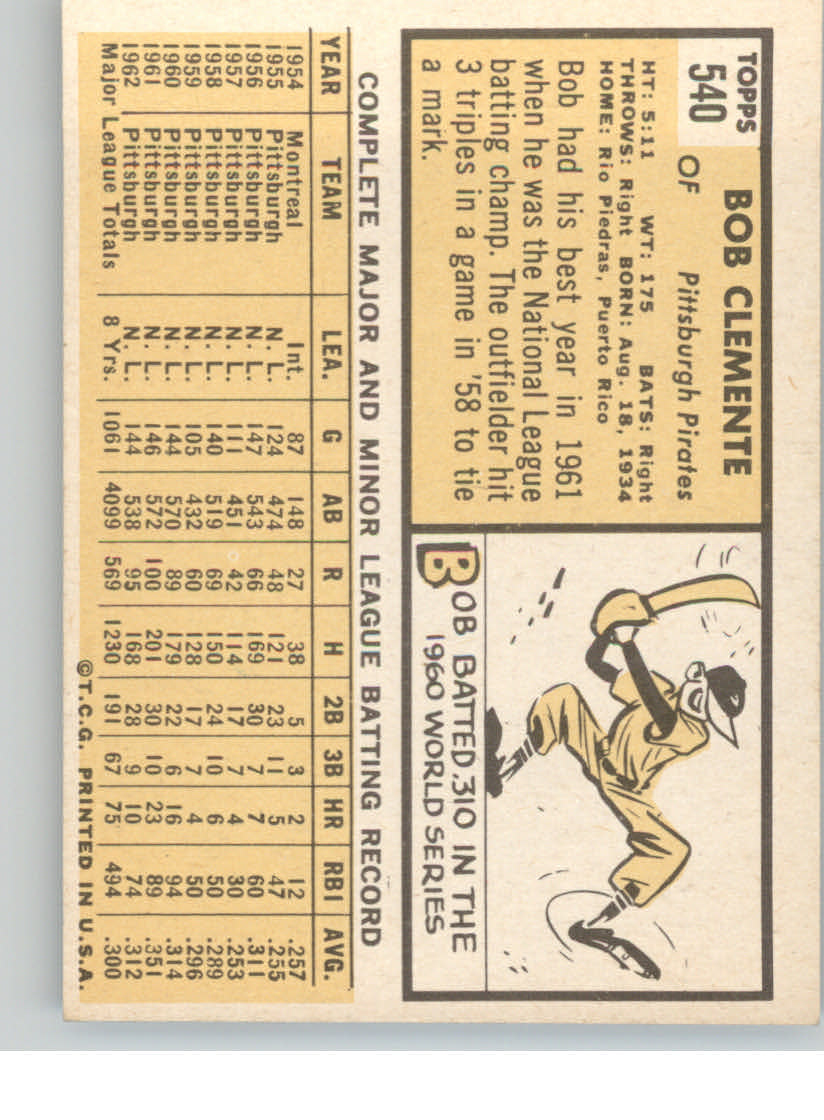 TOPPS
540
BOB CLEMENTE
OF Pittsburgh Pirates
HT: 5:11 WT: 175 BATS: Right
THROWS: Right BORN: Aug. 18, 1934
HOME: Rio Piedras, Puerto Rico
Bob had his best year in 1961
when he was the National League
batting champ. The outfielder hit
3 triples in a game in '58 to tie
a mark.
BOB BATTED .310 IN THE
1960 WORLD SERIES
COMPLETE MAJOR AND MINOR LEAGUE BATTING RECORD
YEAR TEAM LEA. G AB R H 2B 3B HR RBI AVG.
1954 Montreal Int. 87 148 27 38 5 3 2 12 .257
1955 Pittsburgh N. L. 124 474 48 121 23 11 5 47 .255
1956 Pittsburgh N. L. 147 543 66 169 30 7 7 60 .311
1957 Pittsburgh N. L. 111 451 42 114 17 7 4 30 .253
1958 Pittsburgh N. L. 140 519 69 150 24 10 6 50 .289
1959 Pittsburgh N. L. 105 432 60 128 17 7 4 50 .296
1960 Pittsburgh N. L. 144 570 89 179 22 6 16 94 .314
1961 Pittsburgh N. L. 146 572 100 201 30 10 23 89 .351
1962 Pittsburgh N. L. 144 538 95 168 28 9 10 74 .312
Major League Totals 8 Yrs. 1061 4099 569 1230 191 67 75 494 .300
©T.C.G. PRINTED IN U.S.A.